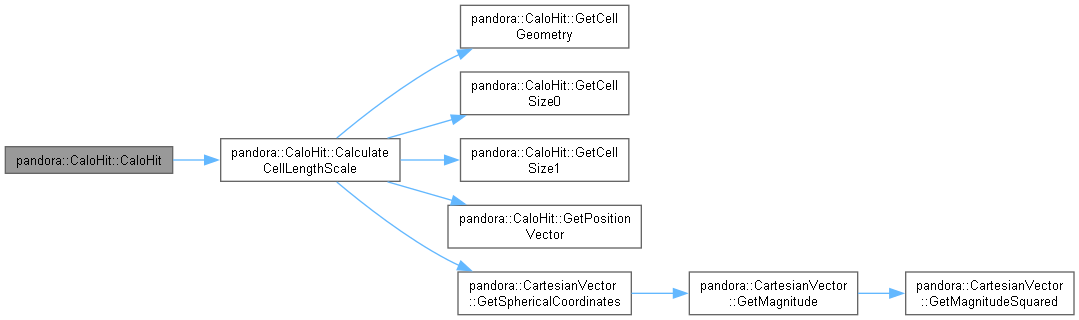 pandora::CaloHit::CaloHit
pandora::CaloHit::Calculate
CellLengthScale
pandora::CaloHit::GetCell
Geometry
pandora::CaloHit::GetCell
Size0
pandora::CaloHit::GetCell
Size1
pandora::CaloHit::GetPosition
Vector
pandora::CartesianVector
::GetSphericalCoordinates
pandora::CartesianVector
::GetMagnitude
pandora::CartesianVector
::GetMagnitudeSquared